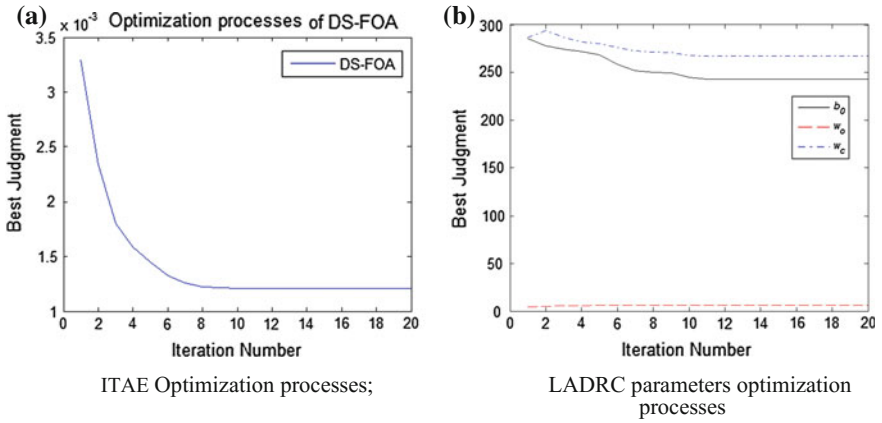 (a)
Optimization processes of DS-FOA
x 10⁻³
3.5
3
2.5
2
1.5
1
DS-FOA
Best Judgment
0 2 4 6 8 10 12 14 16 18 20
Iteration Number
ITAE Optimization processes;
(b)
300
250
200
150
100
50
0
b₀
wₒ
w꜀
Best Judgment
0 2 4 6 8 10 12 14 16 18 20
Iteration Number
LADRC parameters optimization
processes